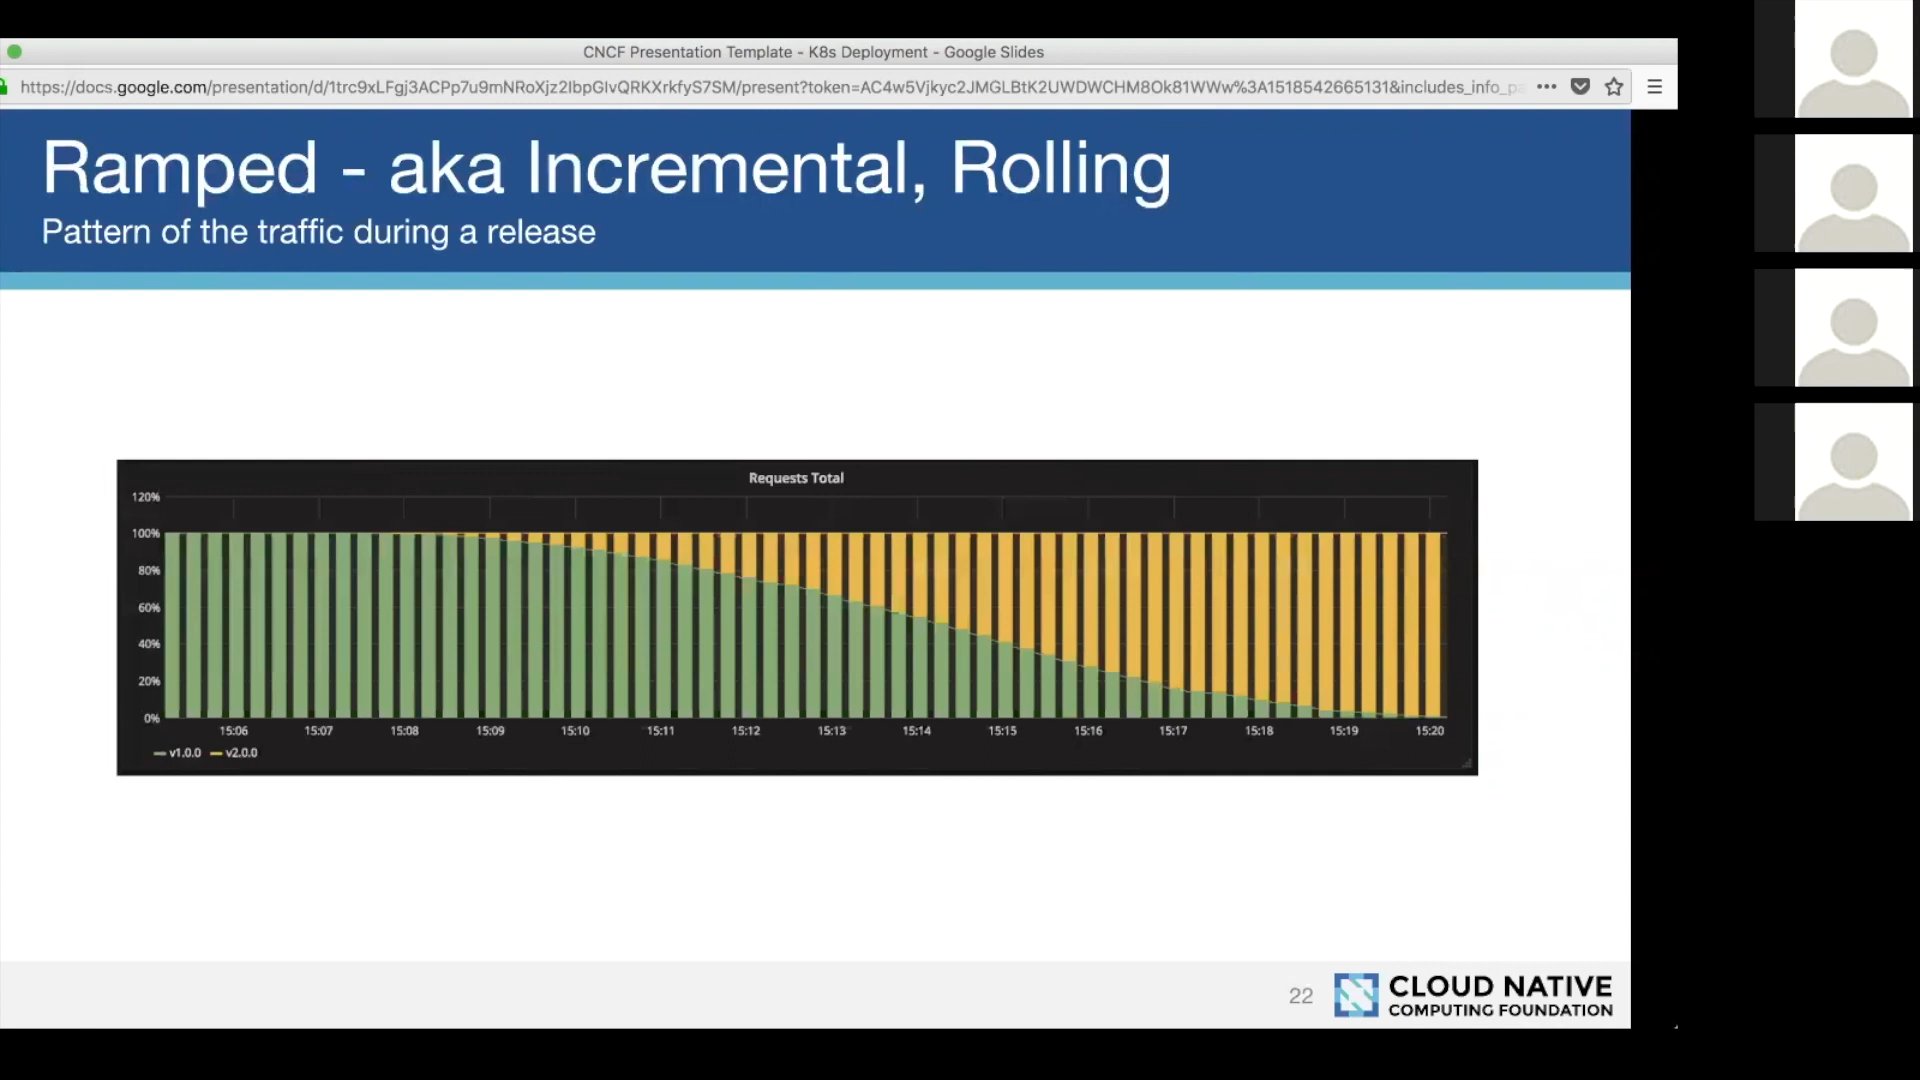 CNCF Presentation Template - K8s Deployment - Google Slides
https://docs.google.com/presentation/d/1trc9xLFgj3ACPp7u9mNRoXjz2IbpGIvQRKXrkfyS7SM/present?token=AC4w5Vjkyc2JMGLBtK2UWDWCHM8Ok81WWw%3A1518542665131&includes_info_pa
Ramped - aka Incremental, Rolling
Pattern of the traffic during a release
Requests Total
120%
100%
80%
60%
40%
20%
0%
15:06 15:07 15:08 15:09 15:10 15:11 15:12 15:13 15:14 15:15 15:16 15:17 15:18 15:19 15:20
v1.0.0 v2.0.0
22
CLOUD NATIVE
COMPUTING FOUNDATION